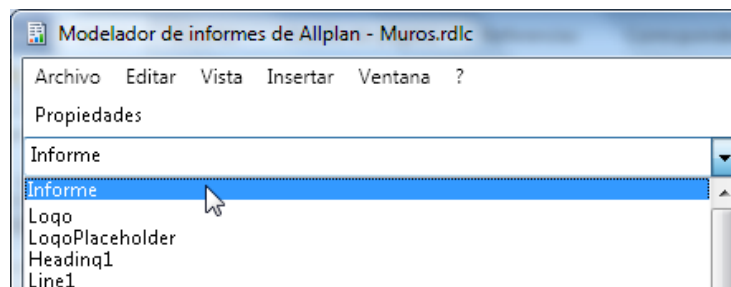 Modelador de informes de Allplan - Muros.rdlc
Archivo Editar Vista Insertar Ventana ?
Propiedades
Informe
Informe
Logo
LogoPlaceholder
Heading1
Line1